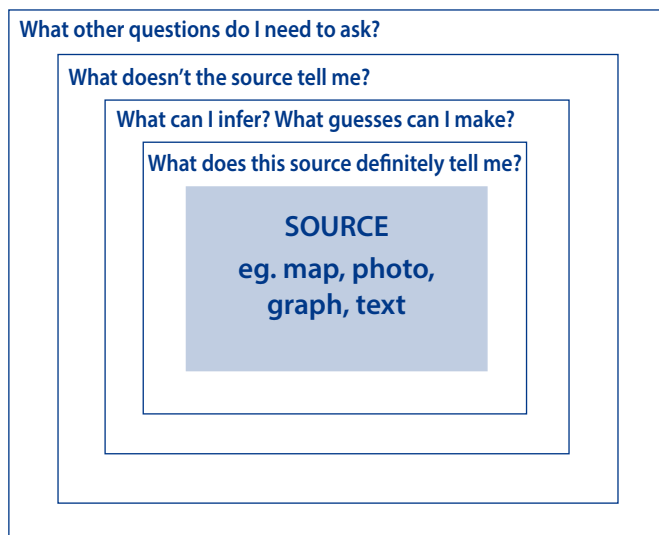 What other questions do I need to ask?
What doesn’t the source tell me?
What can I infer? What guesses can I make?
What does this source definitely tell me?
SOURCE
eg. map, photo,
graph, text